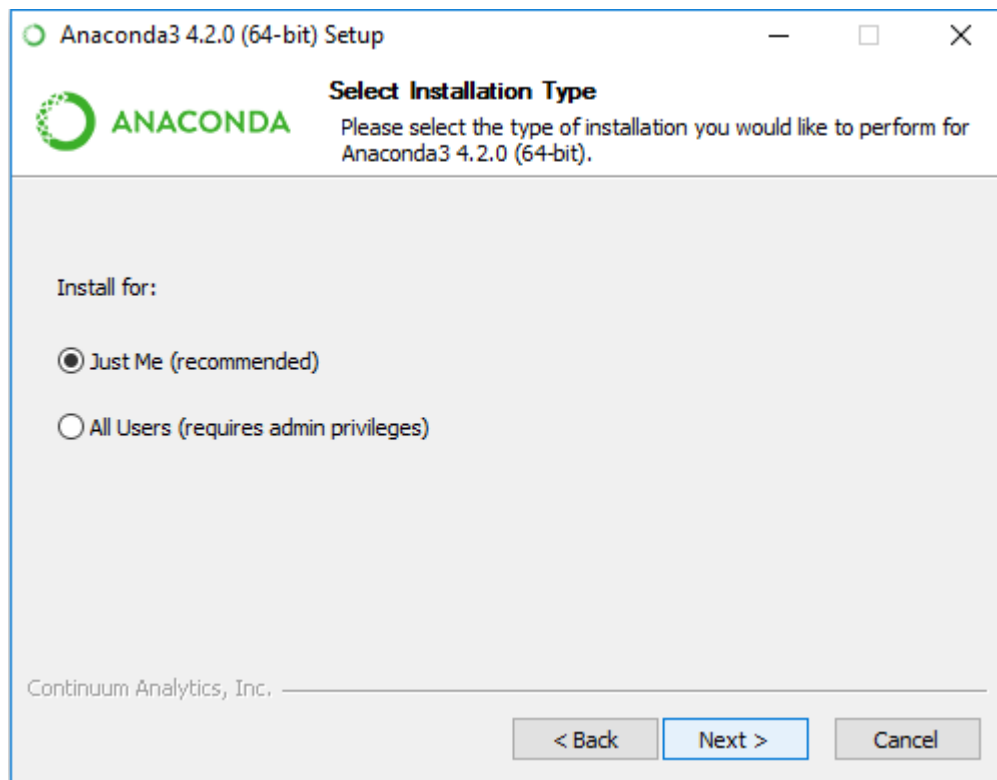 Anaconda3 4.2.0 (64-bit) Setup
ANACONDA
Select Installation Type
Please select the type of installation you would like to perform for
Anaconda3 4.2.0 (64-bit).
Install for:
Just Me (recommended)
All Users (requires admin privileges)
Continuum Analytics, Inc.
< Back Next > Cancel